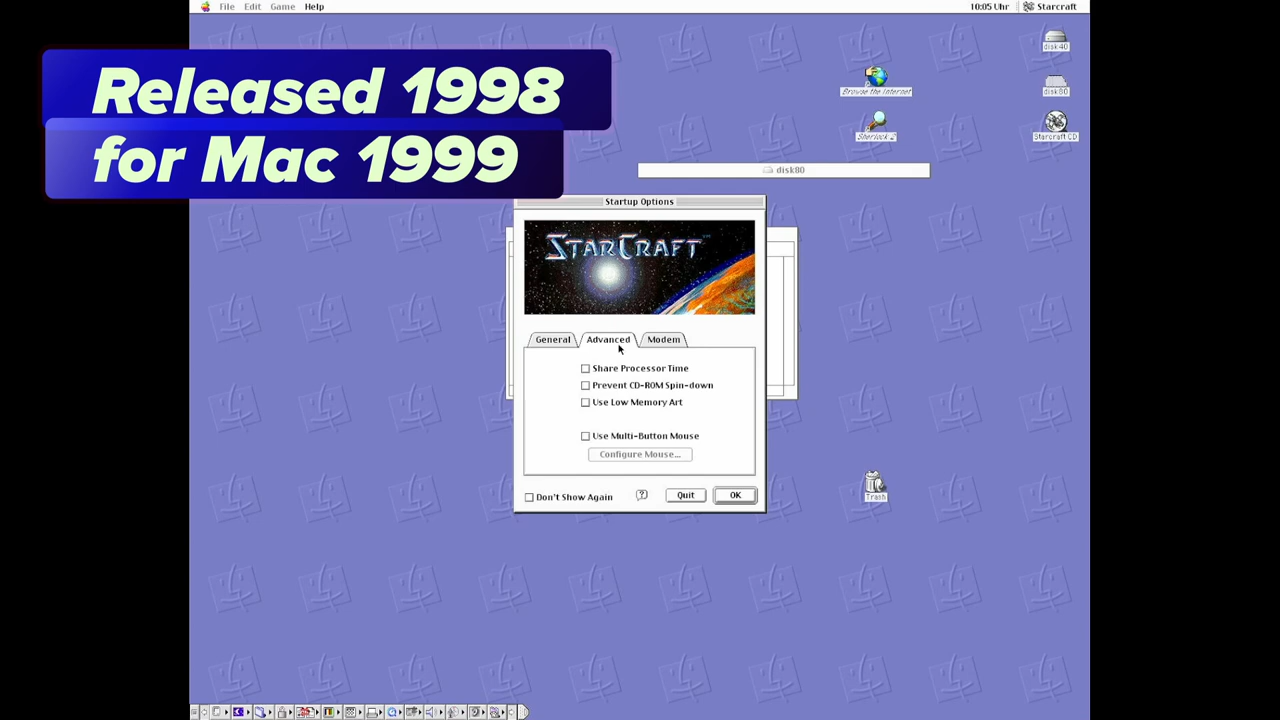 File Edit Game Help
10:05 Uhr Starcraft
Released 1998
for Mac 1999
disk40
Browse the Internet
disk80
Sherlock 2
Starcraft CD
disk80
Startup Options
STARCRAFT
General Advanced Modem
Share Processor Time
Prevent CD-ROM Spin-down
Use Low Memory Art
Use Multi-Button Mouse
Configure Mouse...
Don't Show Again ? Quit OK
Trash